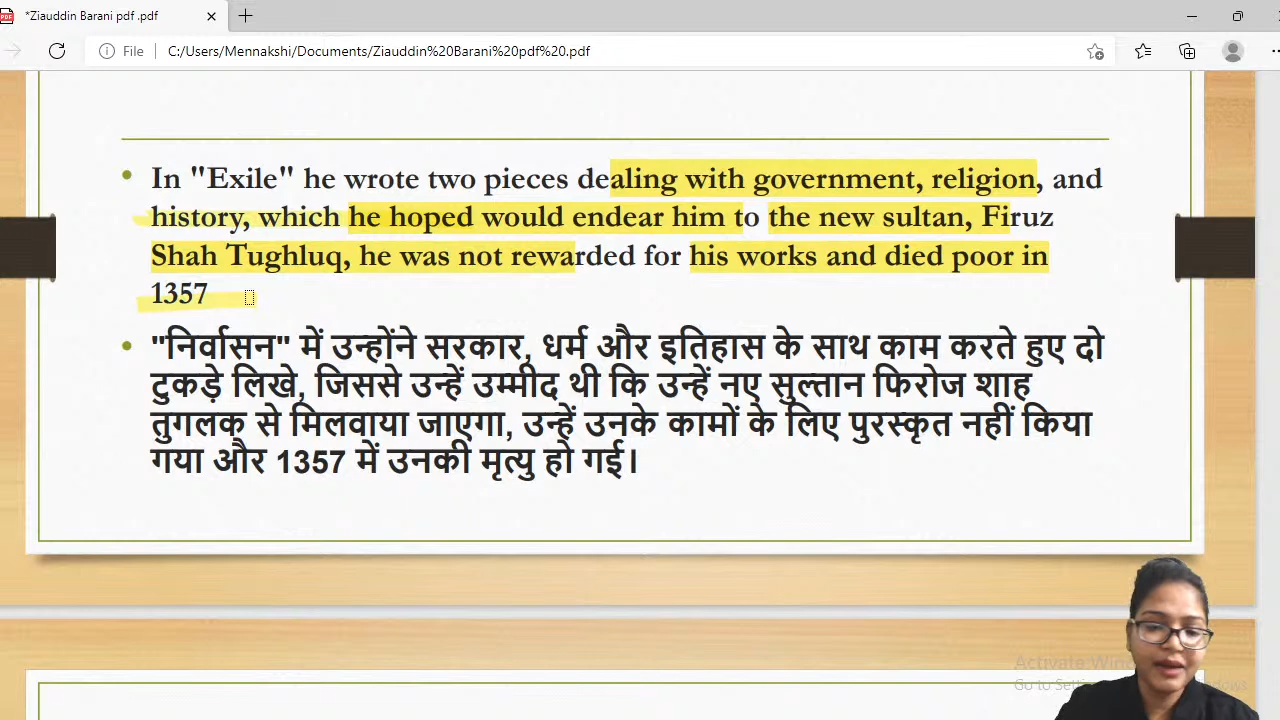 *Ziauddin Barani pdf .pdf
File
C:/Users/Mennakshi/Documents/Ziauddin%20Barani%20pdf%20.pdf
In "Exile" he wrote two pieces dealing with government, religion, and
history, which he hoped would endear him to the new sultan, Firuz
Shah Tughluq, he was not rewarded for his works and died poor in
1357
"निर्वासन" में उन्होंने सरकार, धर्म और इतिहास के साथ काम करते हुए दो
टुकड़े लिखे, जिससे उन्हें उम्मीद थी कि उन्हें नए सुल्तान फिरोज शाह
तुगलक से मिलवाया जाएगा, उन्हें उनके कामों के लिए पुरस्कृत नहीं किया
गया और 1357 में उनकी मृत्यु हो गई।
Activate
Go to